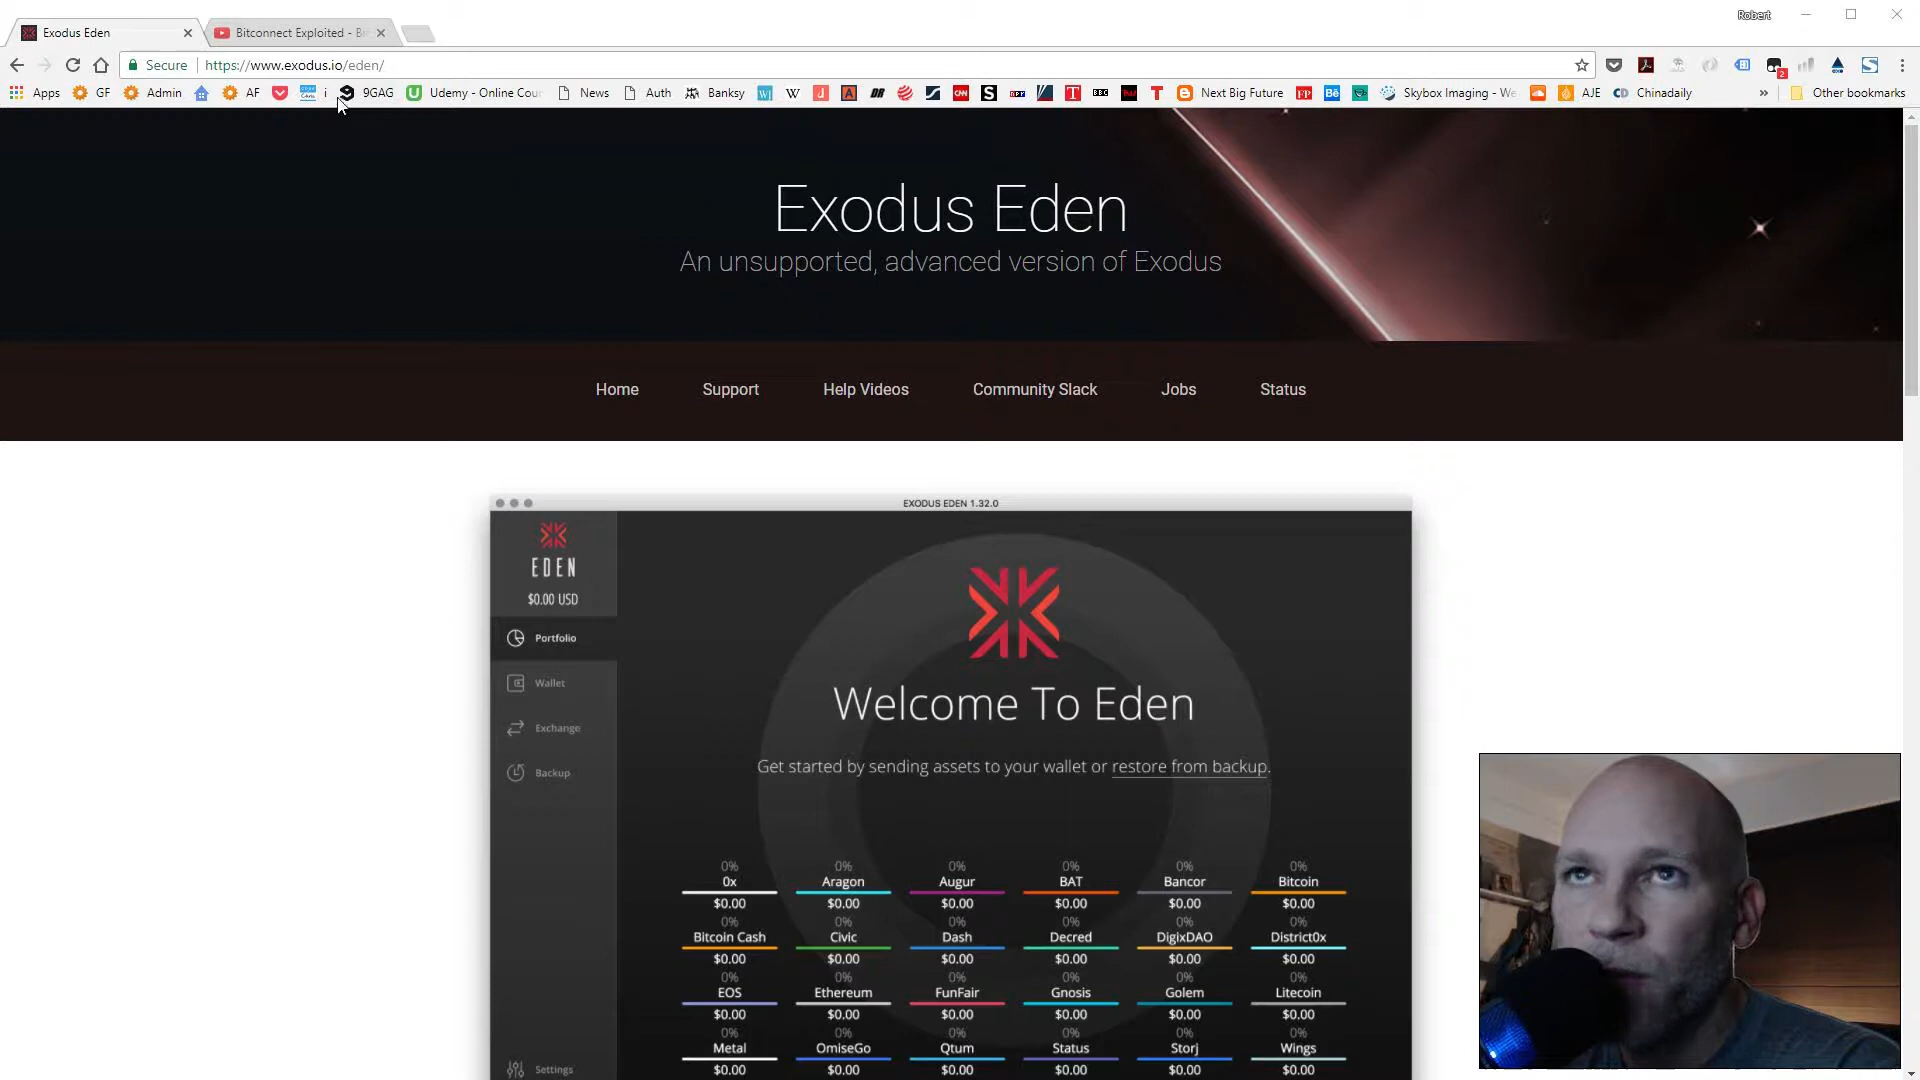 Robert
Exodus Eden
Bitconnect Exploited - Bi
Secure https://www.exodus.io/eden/
2
Apps GF Admin AF i 9GAG Udemy - Online Cour News Auth Banksy W Next Big Future FP Bē Skybox Imaging - We AJE CD Chinadaily » Other bookmarks
Exodus Eden
An unsupported, advanced version of Exodus
Home Support Help Videos Community Slack Jobs Status
EXODUS EDEN 1.32.0
EDEN
$0.00 USD
Portfolio
Wallet
Exchange
Backup
Settings
Welcome To Eden
Get started by sending assets to your wallet or restore from backup.
0% 0% 0% 0% 0% 0%
0x Aragon Augur BAT Bancor Bitcoin
$0.00 $0.00 $0.00 $0.00 $0.00 $0.00
0% 0% 0% 0% 0% 0%
Bitcoin Cash Civic Dash Decred DigixDAO District0x
$0.00 $0.00 $0.00 $0.00 $0.00 $0.00
0% 0% 0% 0% 0% 0%
EOS Ethereum FunFair Gnosis Golem Litecoin
$0.00 $0.00 $0.00 $0.00 $0.00 $0.00
0% 0% 0% 0% 0% 0%
Metal OmiseGo Qtum Status Storj Wings
$0.00 $0.00 $0.00 $0.00 $0.00 $0.00